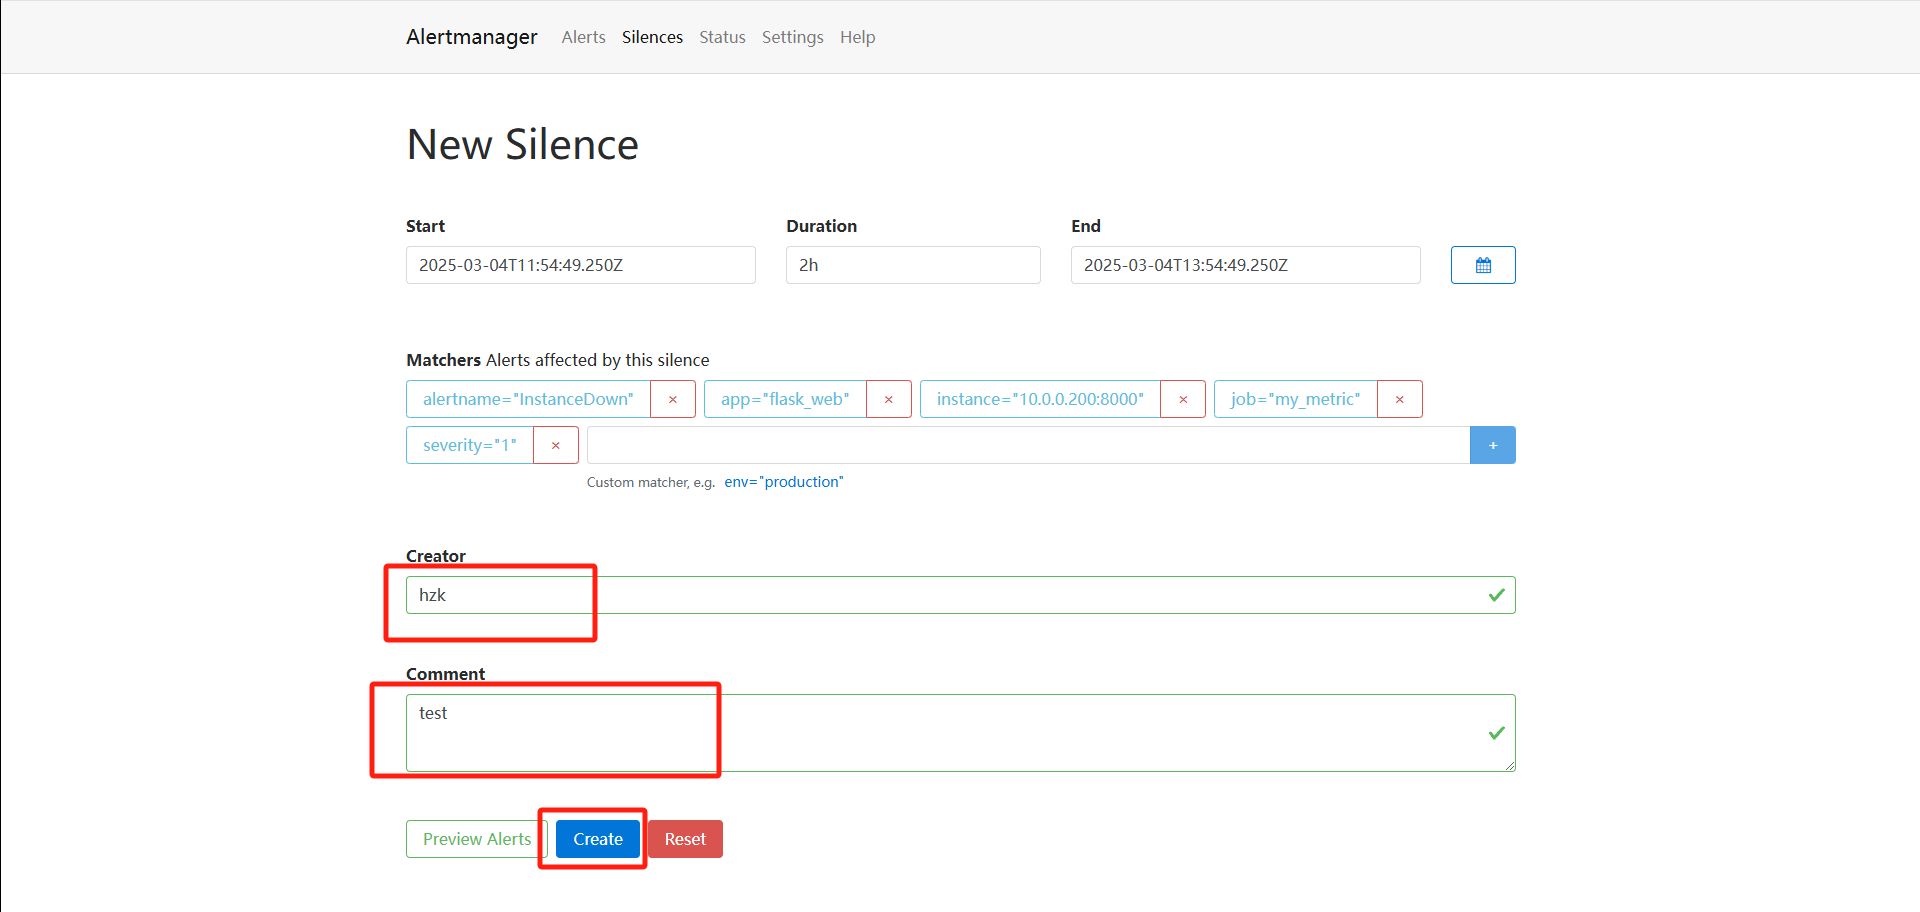 Alertmanager Alerts Silences Status Settings Help
New Silence
Start Duration End
2025-03-04T11:54:49.250Z 2h 2025-03-04T13:54:49.250Z
Matchers Alerts affected by this silence
alertname="InstanceDown" × app="flask_web" × instance="10.0.0.200:8000" × job="my_metric" ×
severity="1" × +
Custom matcher, e.g. env="production"
Creator
hzk
Comment
test
Preview Alerts Create Reset